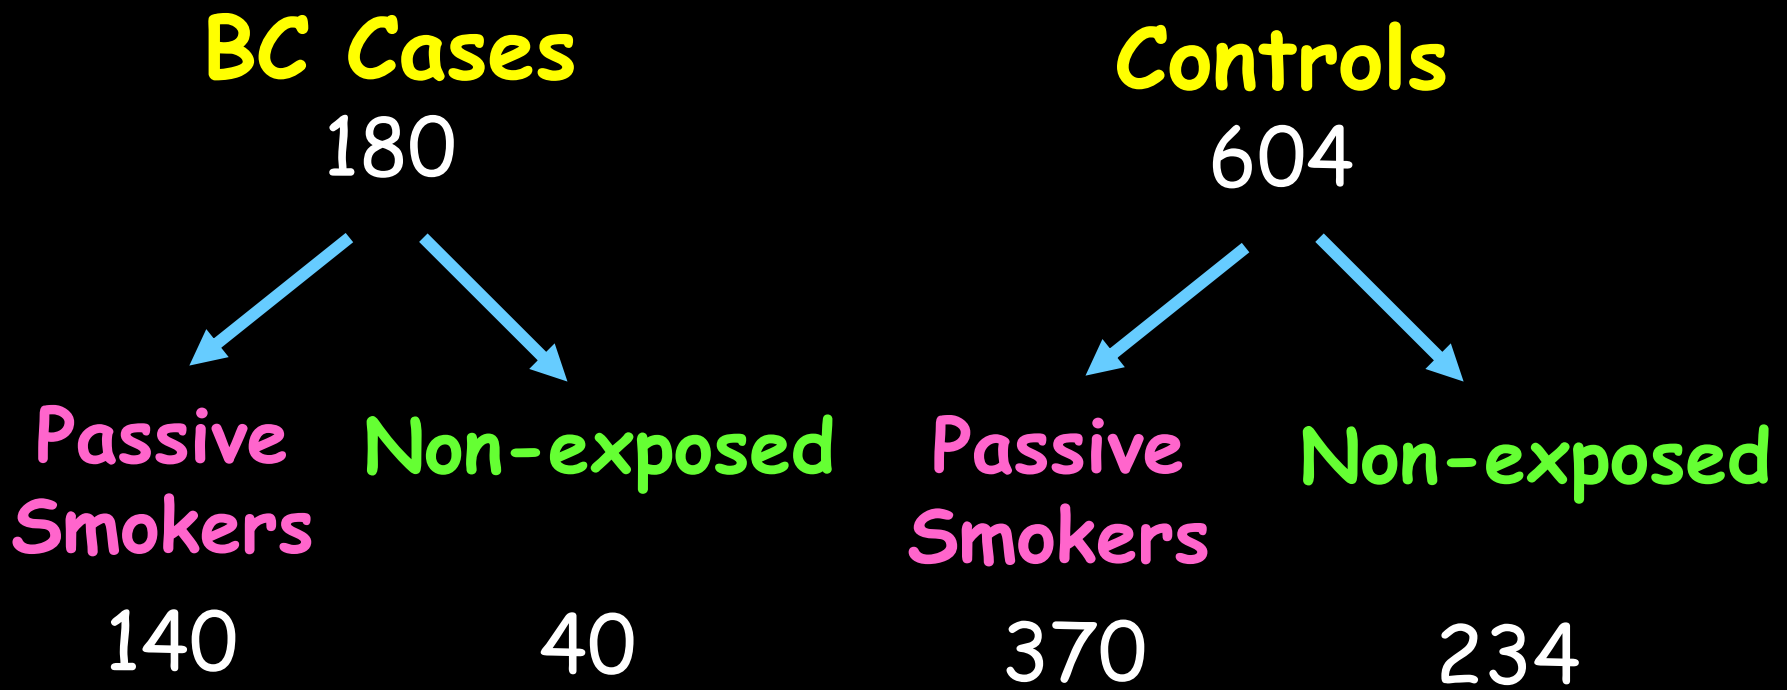 BC Cases
180
Passive
Smokers
140
Non-exposed
40
Controls
604
Passive
Smokers
370
Non-exposed
234